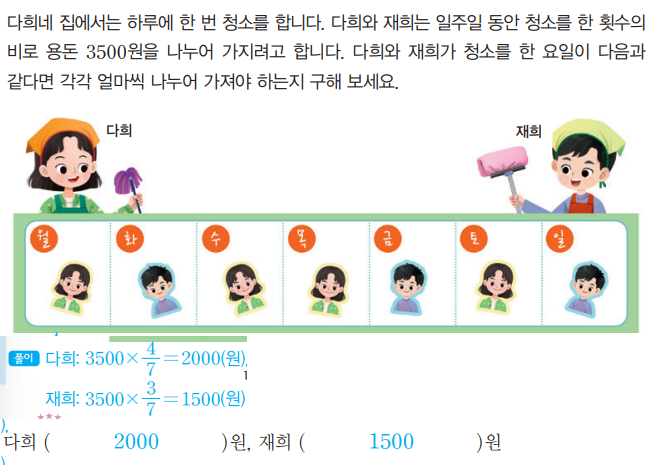 다희네 집에서는 하루에 한 번 청소를 합니다. 다희와 재희는 일주일 동안 청소를 한 횟수의
비로 용돈 3500원을 나누어 가지려고 합니다. 다희와 재희가 청소를 한 요일이 다음과
같다면 각각 얼마씩 나누어 가져야 하는지 구해 보세요.
다희
재희
월 화 수 목 금 토 일
풀이 다희: 3500×4/7=2000(원),
1
재희: 3500×3/7=1500(원)
★★★
),
다희 ( 2000 )원, 재희 ( 1500 )원
)